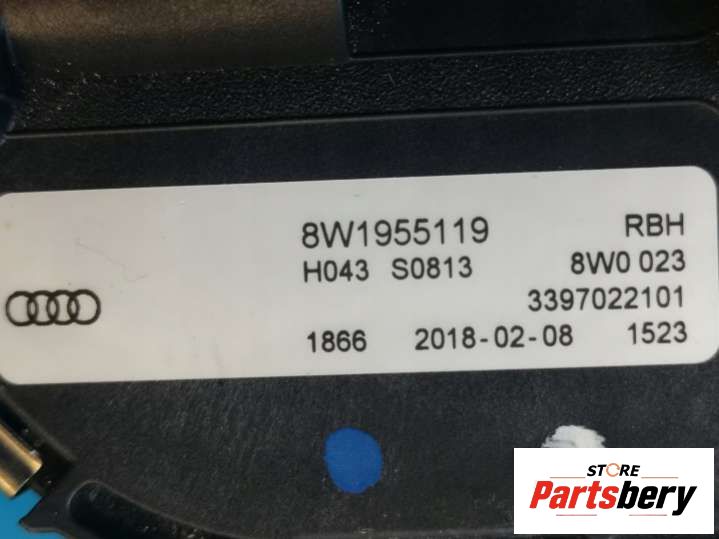 8W1955119 RBH
H043 S0813 8W0 023
3397022101
1866 2018-02-08 1523
STORE
Partsbery